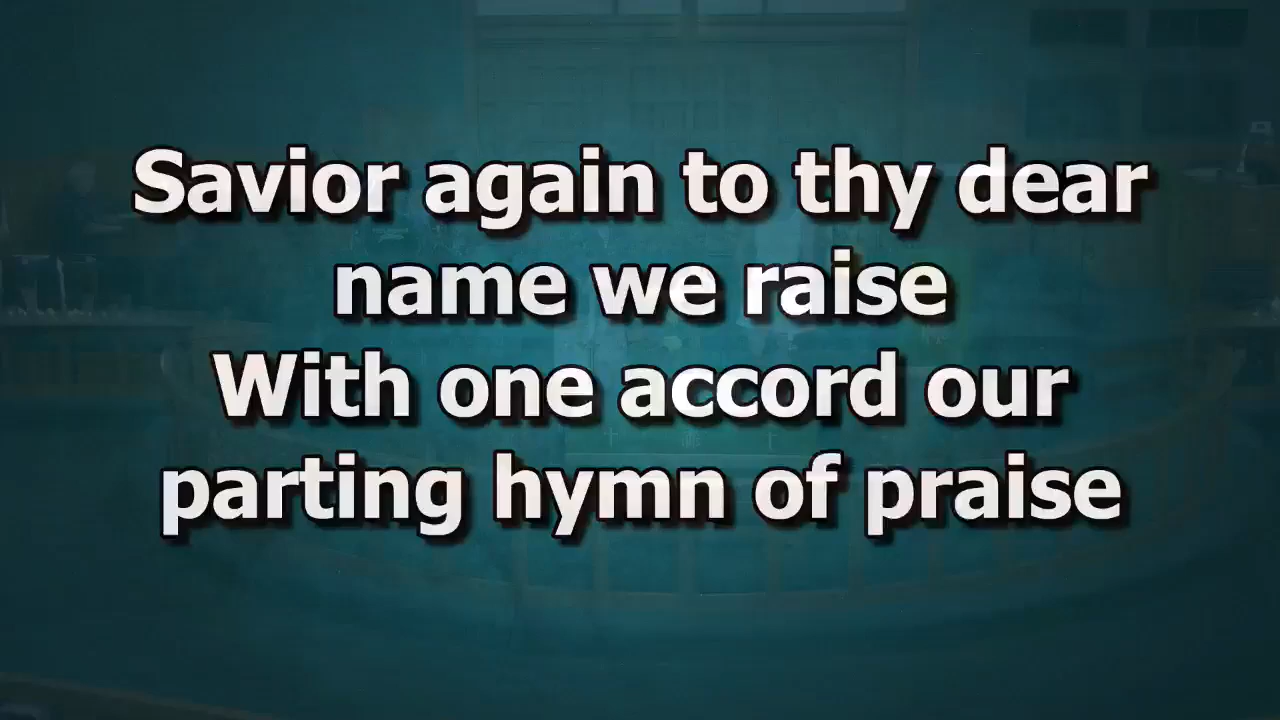 Savior again to thy dear
name we raise
With one accord our
parting hymn of praise